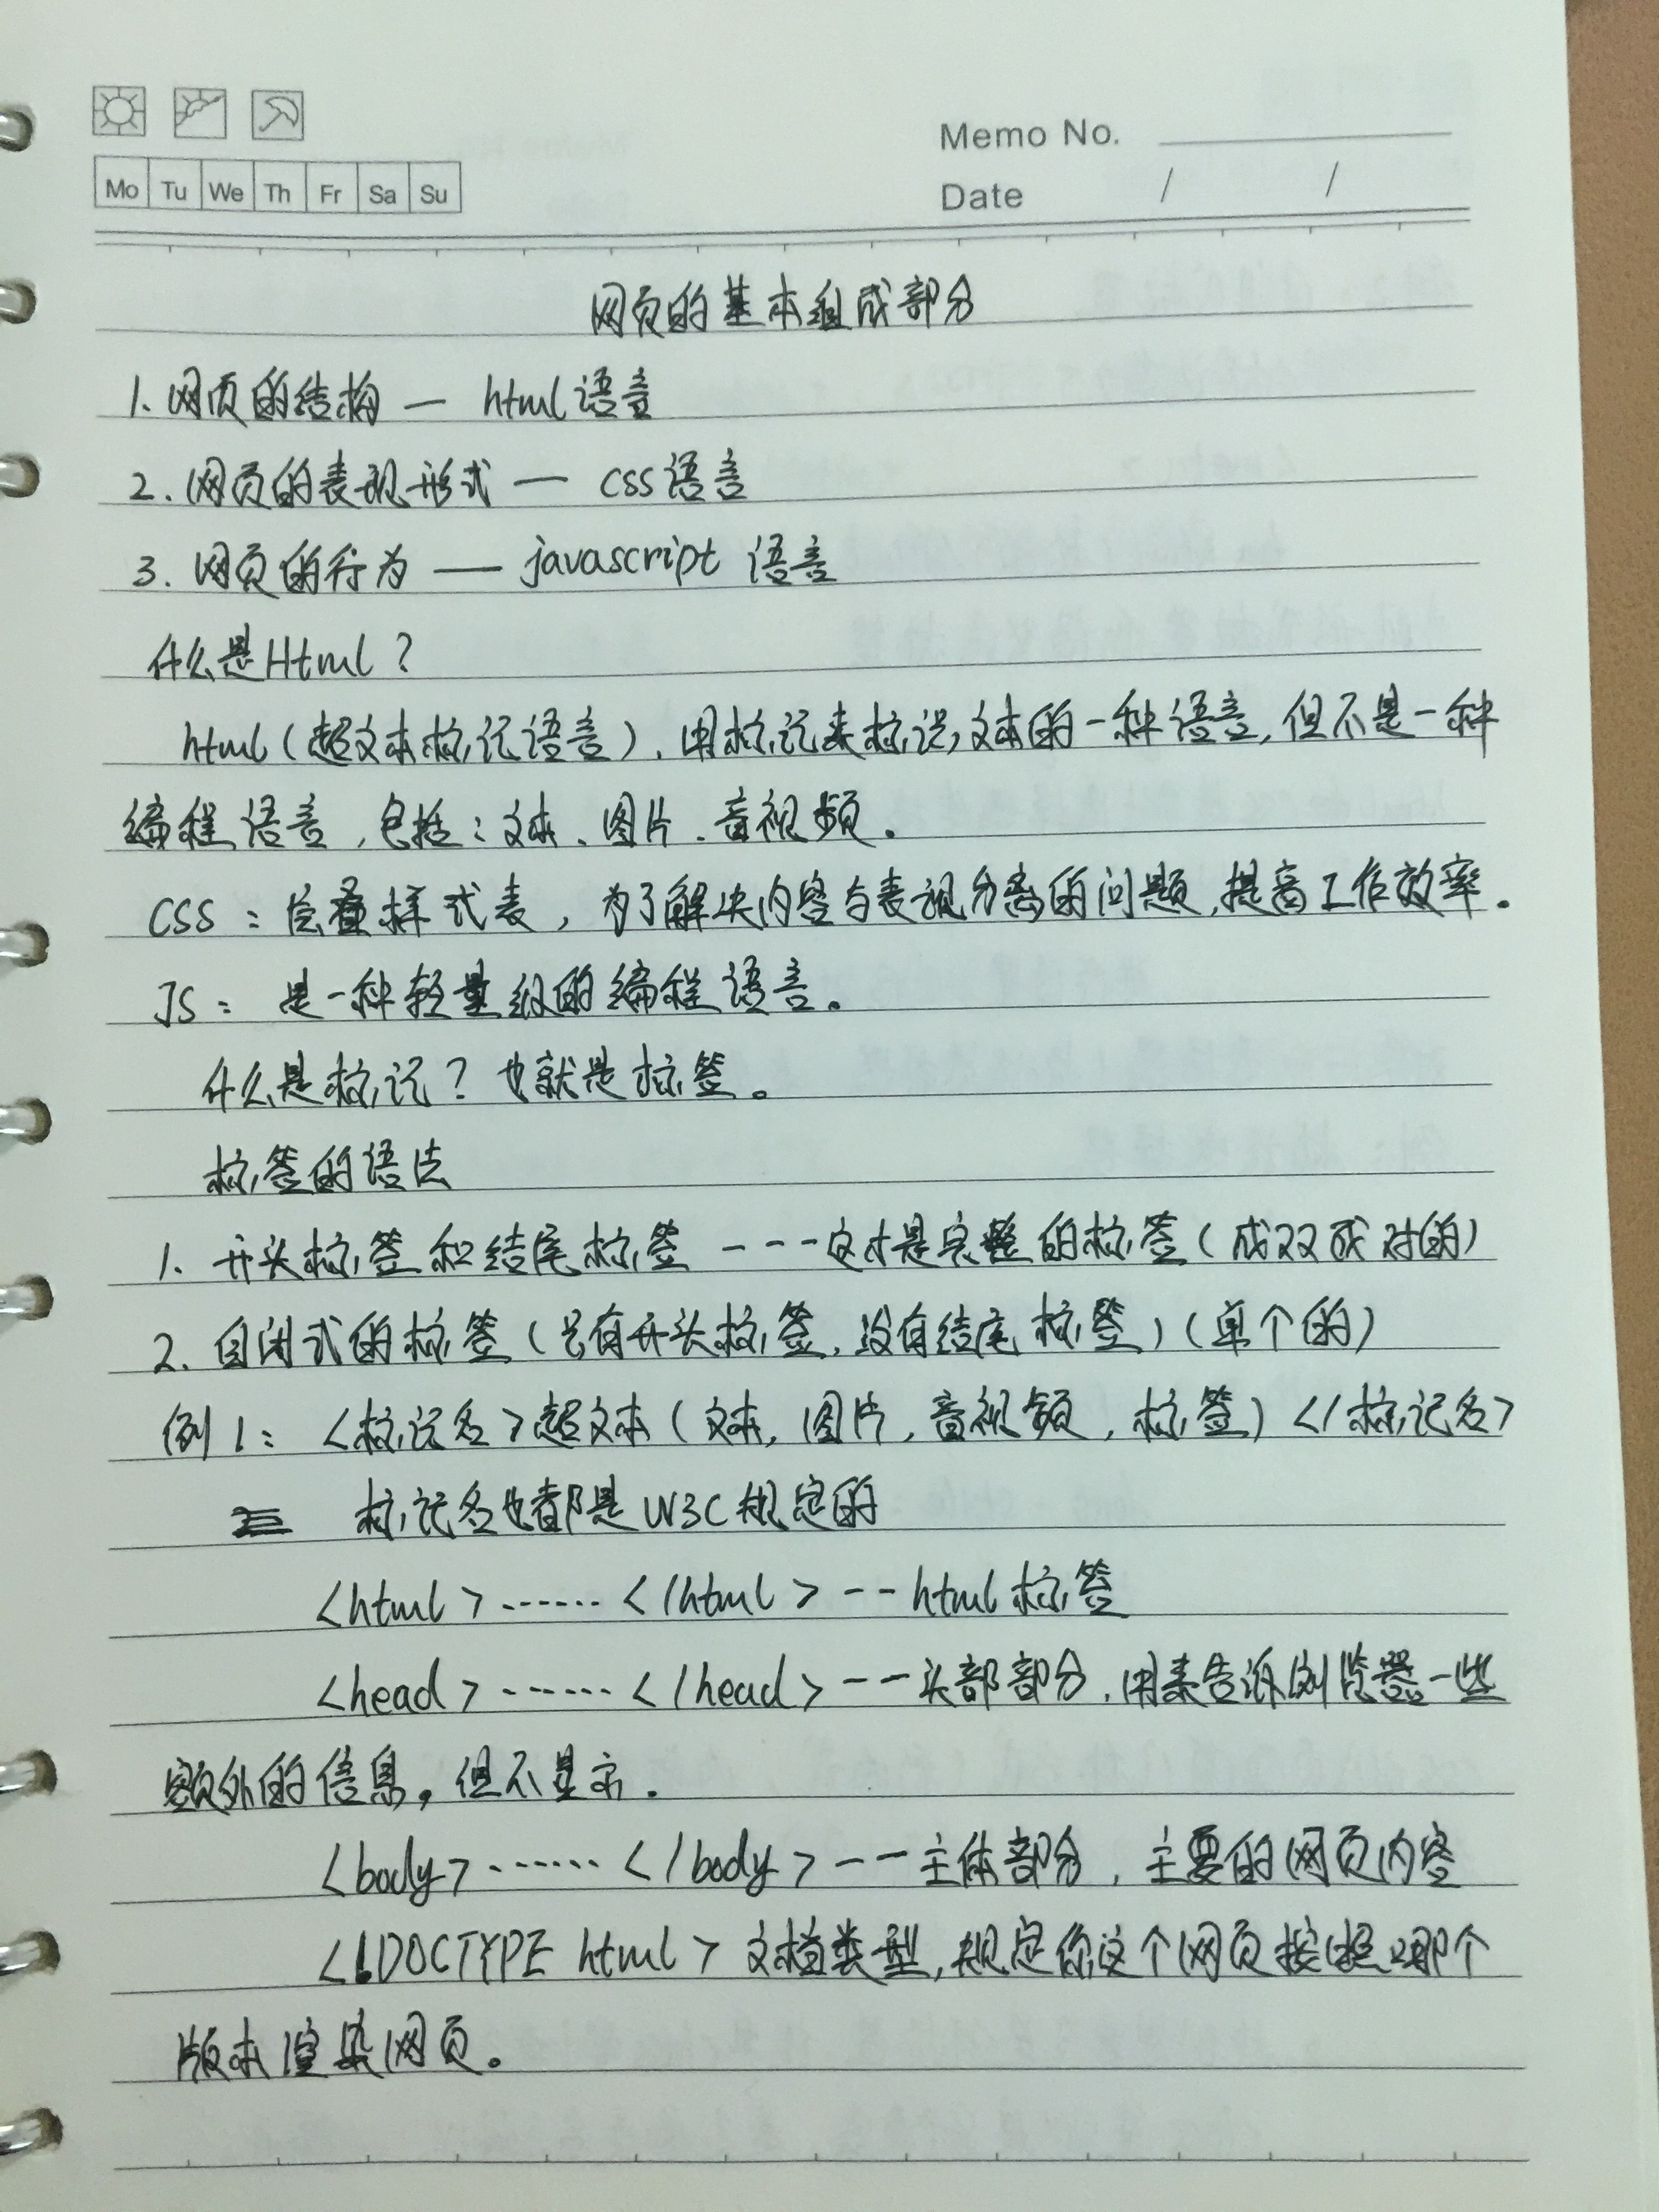 Memo No.
Mo Tu We Th Fr Sa Su
Date / /
网页的基本组成部分
1. 网页的结构 — html语言
2. 网页的表现形式 — CSS语言
3. 网页的行为 — javascript 语言
什么是Html？
html(超文本标记语言)，用标记来标识文本的一种语言，但不是一种
编程语言，包括：文本、图片、音视频。
CSS：层叠样式表，为了解决内容与表现分离的问题，提高工作效率。
JS：是一种轻量级的编程语言。
什么是标记？也就是标签。
标签的语法
1. 开头标签和结尾标签 ---这才是完整的标签(成双成对的)
2. 自闭式的标签(只有开头标签，没有结尾标签)(单个的)
例1：<标记名>超文本(文本，图片，音视频，标签)</标记名>
标记名也都是W3C规定的
<html>......</html>--html标签
<head>......</head>--头部部分，用来告诉浏览器一些
额外的信息，但不显示.
<body>......</body>--主体部分，主要的网页内容
<!DOCTYPE html>文档类型，规定你这个网页按照哪个
版本渲染网页。